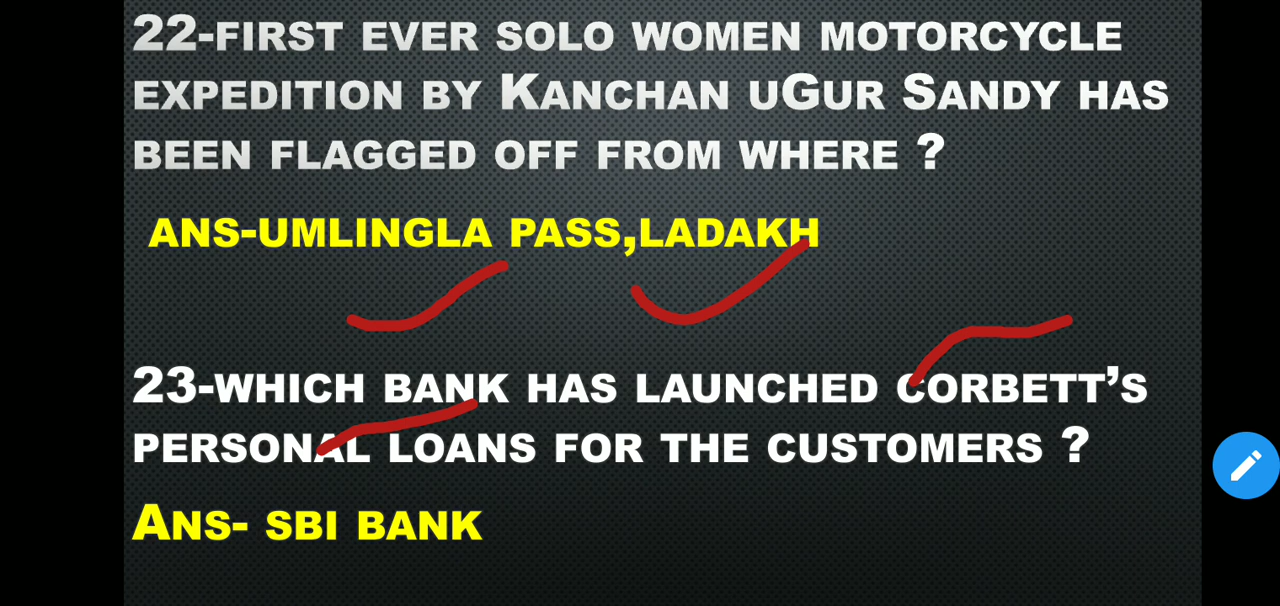 22-FIRST EVER SOLO WOMEN MOTORCYCLE
EXPEDITION BY KANCHAN UGUR SANDY HAS
BEEN FLAGGED OFF FROM WHERE ?
ANS-UMLINGLA PASS,LADAKH
23-WHICH BANK HAS LAUNCHED CORBETT’S
PERSONAL LOANS FOR THE CUSTOMERS ?
ANS- SBI BANK